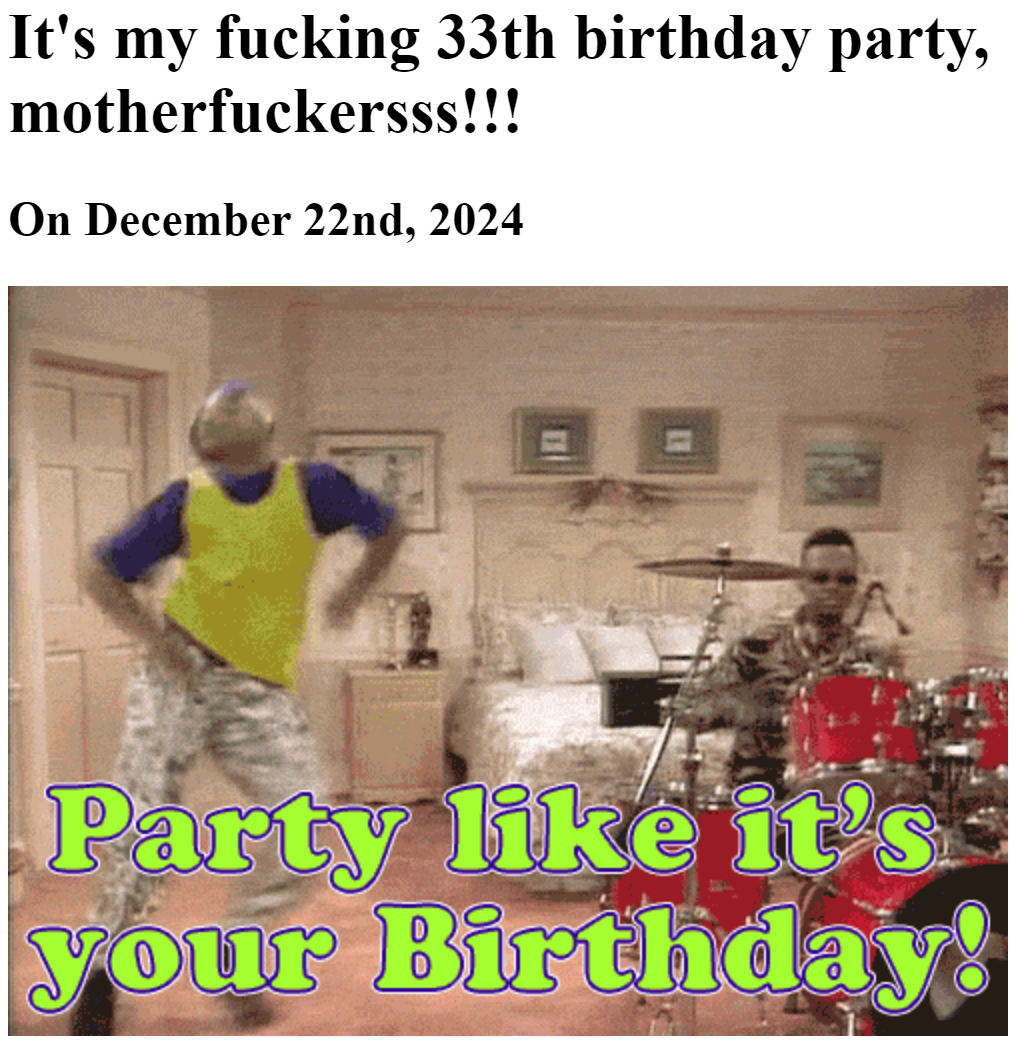 It's my fucking 33th birthday party,
motherfuckersss!!!
On December 22nd, 2024
Party like it’s
your Birthday!